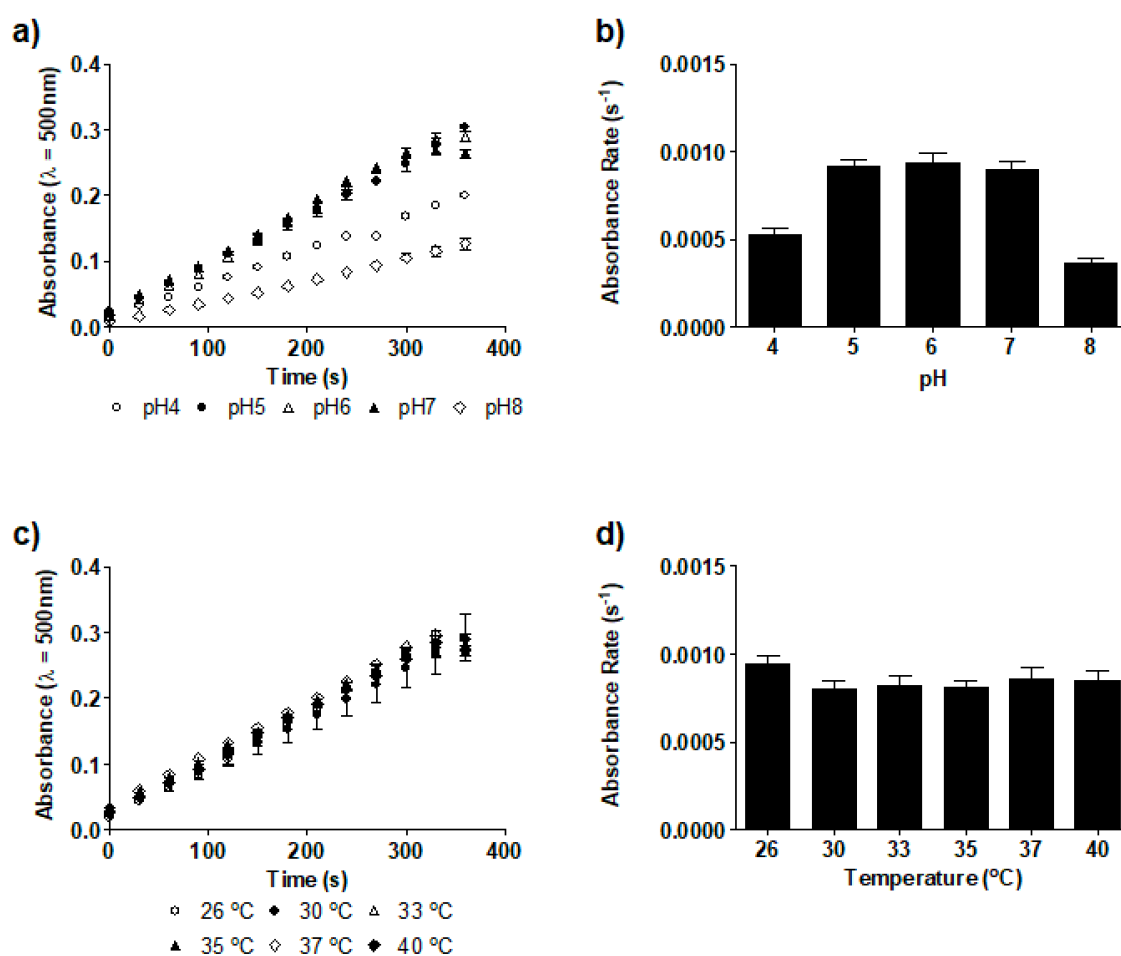 a)
Absorbance (λ = 500nm)
0.4
0.3
0.2
0.1
0.0
0 100 200 300 400
Time (s)
pH4 pH5 pH6 pH7 pH8
b)
Absorbance Rate (s⁻¹)
0.0015
0.0010
0.0005
0.0000
4 5 6 7 8
pH
c)
Absorbance (λ = 500nm)
0.4
0.3
0.2
0.1
0.0
0 100 200 300 400
Time (s)
26 ºC 30 ºC 33 ºC
35 ºC 37 ºC 40 ºC
d)
Absorbance Rate (s⁻¹)
0.0015
0.0010
0.0005
0.0000
26 30 33 35 37 40
Temperature (ºC)